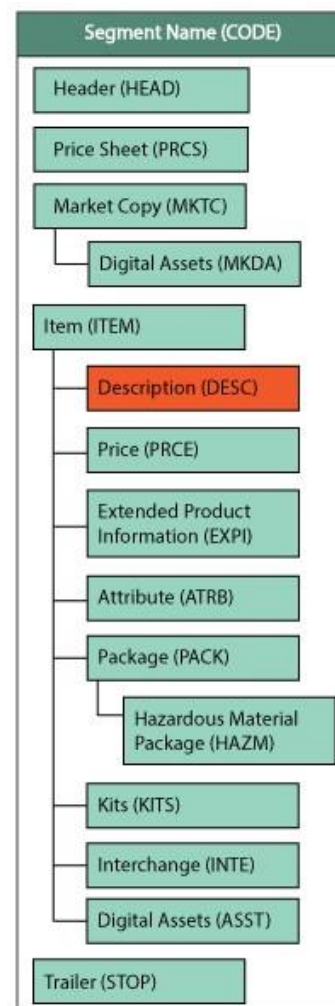 Segment Name (CODE)
Header (HEAD)
Price Sheet (PRCS)
Market Copy (MKTC)
Digital Assets (MKDA)
Item (ITEM)
Description (DESC)
Price (PRCE)
Extended Product
Information (EXPI)
Attribute (ATRB)
Package (PACK)
Hazardous Material
Package (HAZM)
Kits (KITS)
Interchange (INTE)
Digital Assets (ASST)
Trailer (STOP)